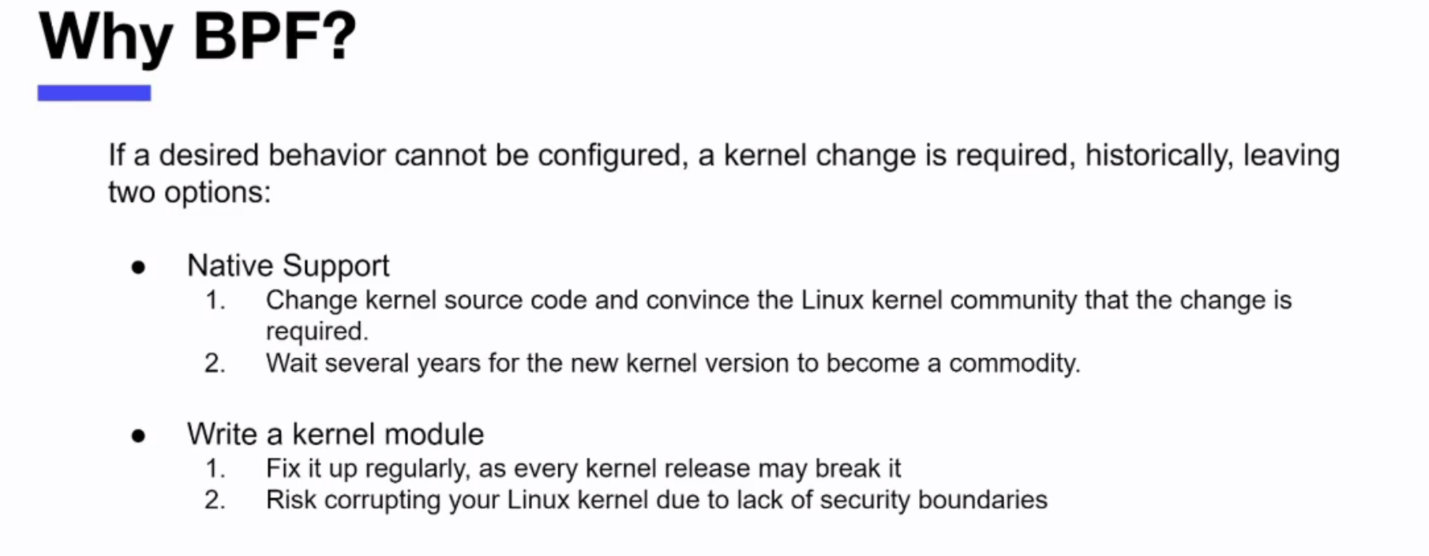 Why BPF?
If a desired behavior cannot be configured, a kernel change is required, historically, leaving
two options:
● Native Support
1. Change kernel source code and convince the Linux kernel community that the change is
required.
2. Wait several years for the new kernel version to become a commodity.
● Write a kernel module
1. Fix it up regularly, as every kernel release may break it
2. Risk corrupting your Linux kernel due to lack of security boundaries